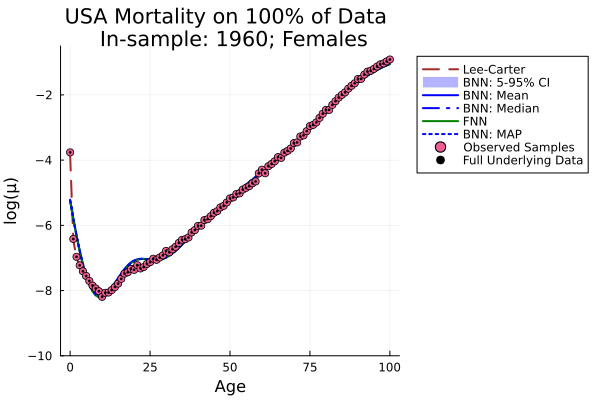 USA Mortality on 100% of Data
In-sample: 1960; Females
log(μ)
−2
−4
−6
−8
−10
0
25
50
75
100
Age
Lee-Carter
BNN: 5-95% CI
BNN: Mean
BNN: Median
FNN
BNN: MAP
Observed Samples
Full Underlying Data